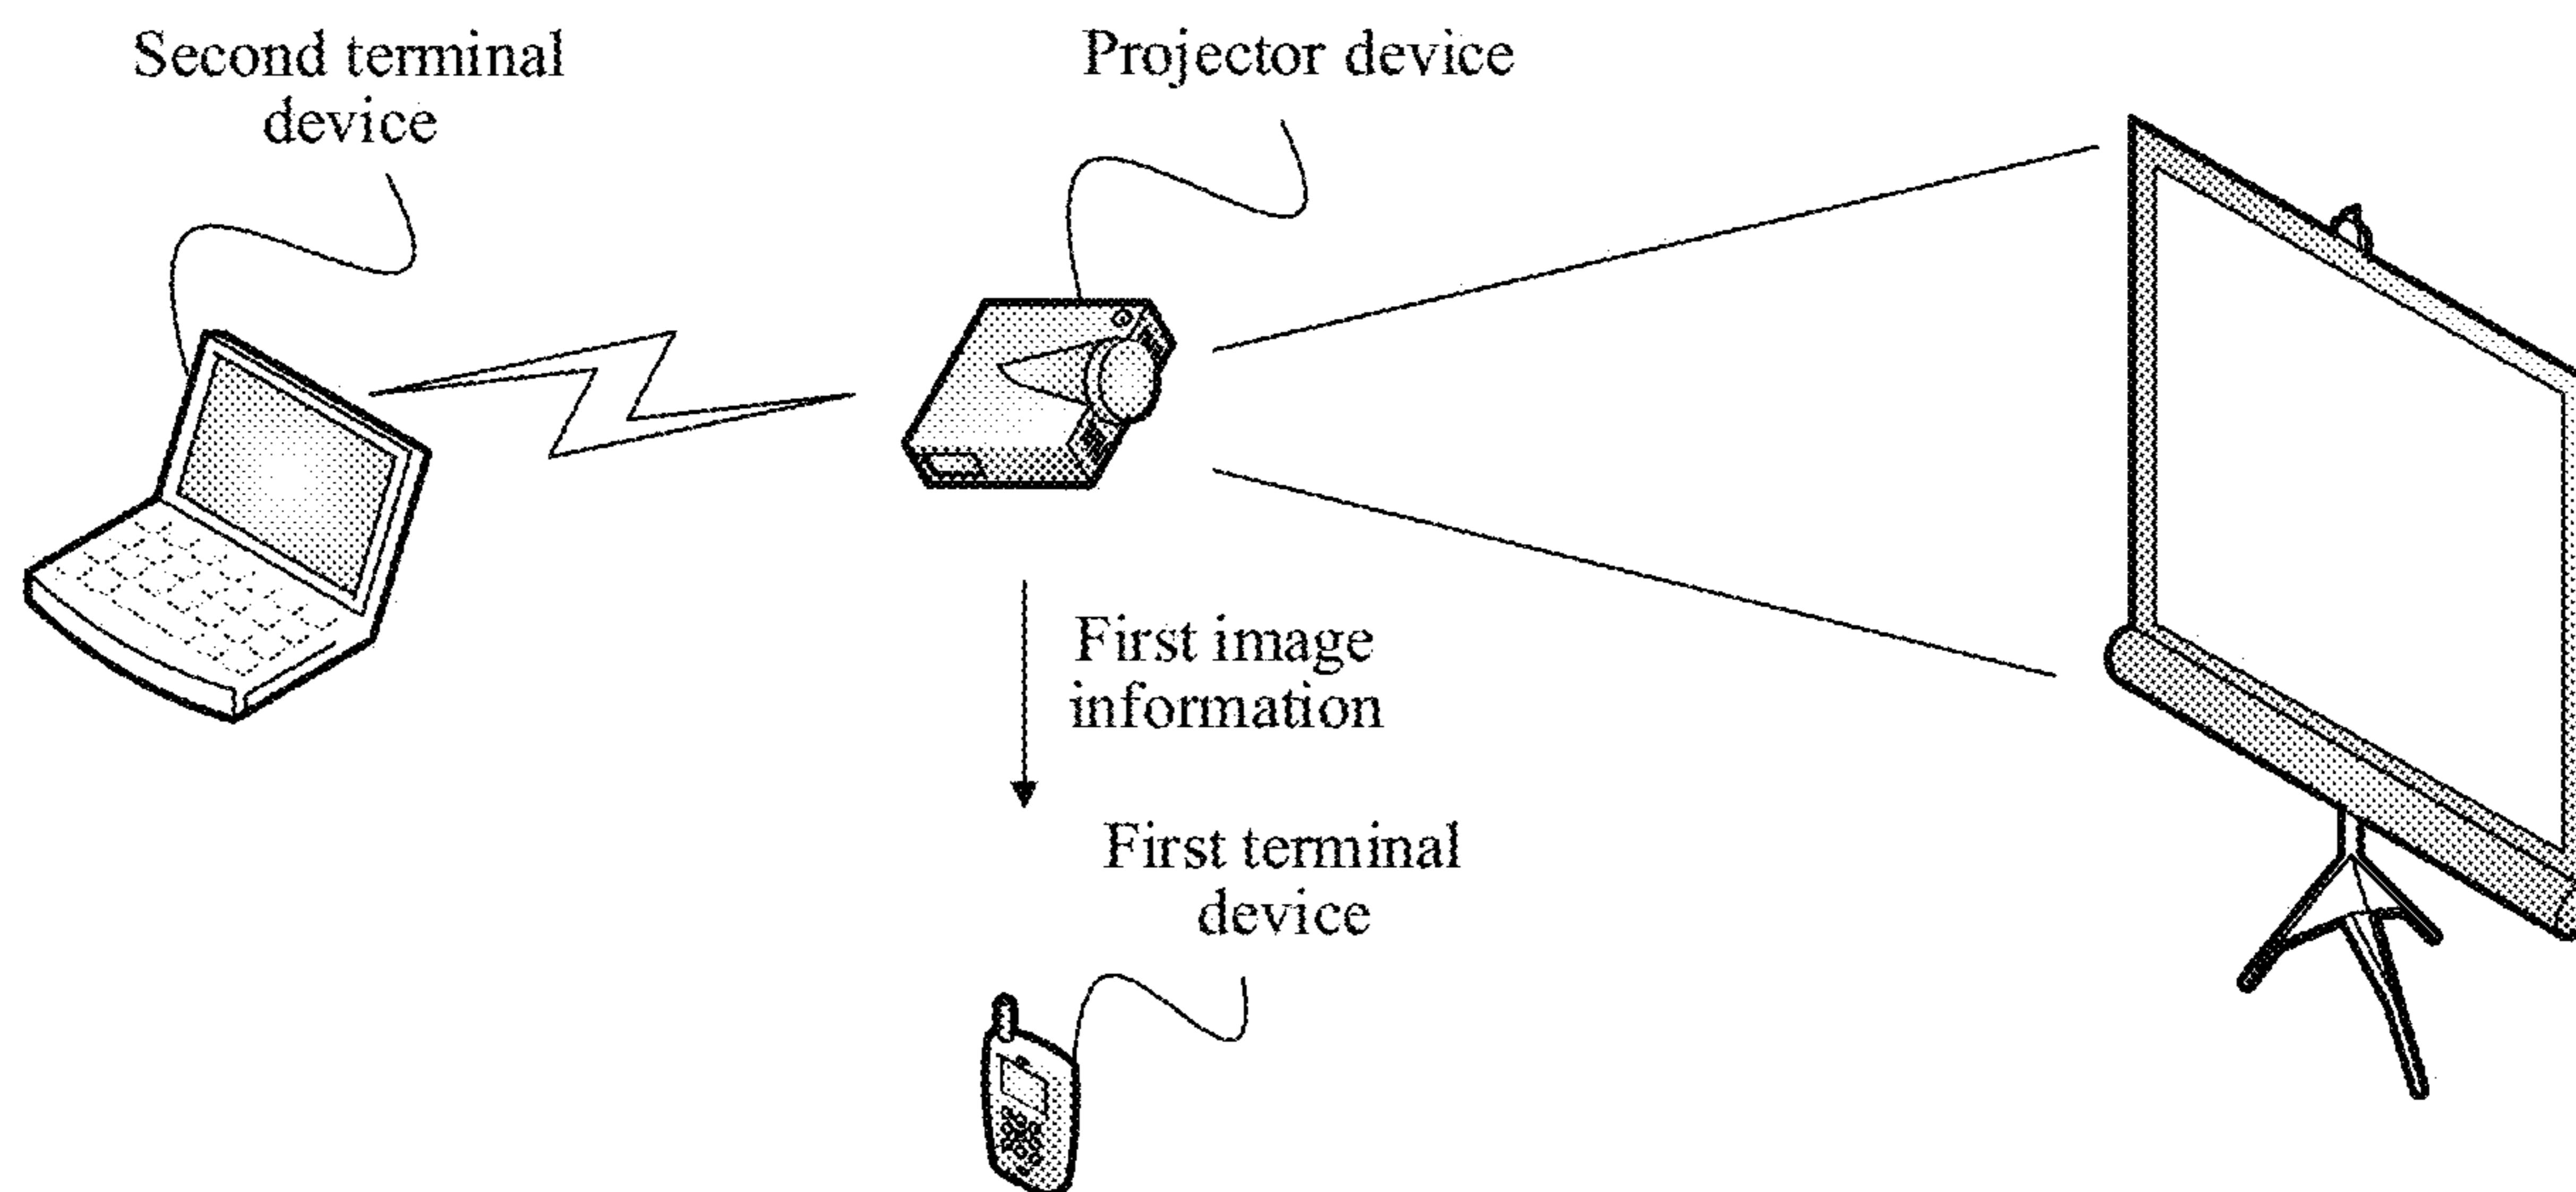 Second terminal
device
Projector device
First image
information
First terminal
device